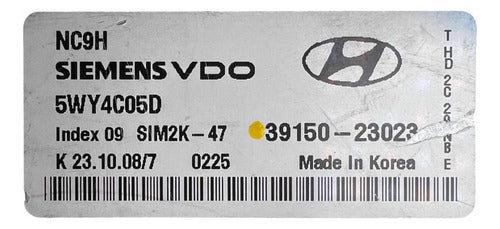 NC9H
SIEMENS VDO
5WY4C05D
Index 09 SIM2K-47 39150-23023
K 23.10.08/7 0225 Made in Korea
THD 2C 26 NB E